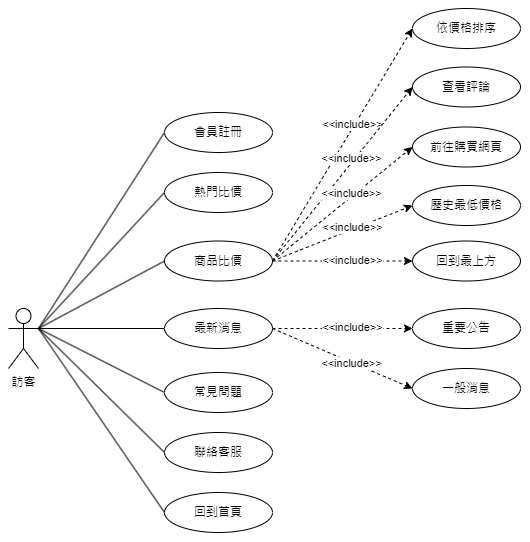 依價格排序
查看評論
<<include>>
會員註冊
前往購買網頁
<<include>>
熱門比價
<<include>>
歷史最低價格
<<include>>
商品比價
<<include>>
回到最上方
最新消息
<<include>>
重要公告
<<include>>
訪客
常見問題
一般消息
聯絡客服
回到首頁